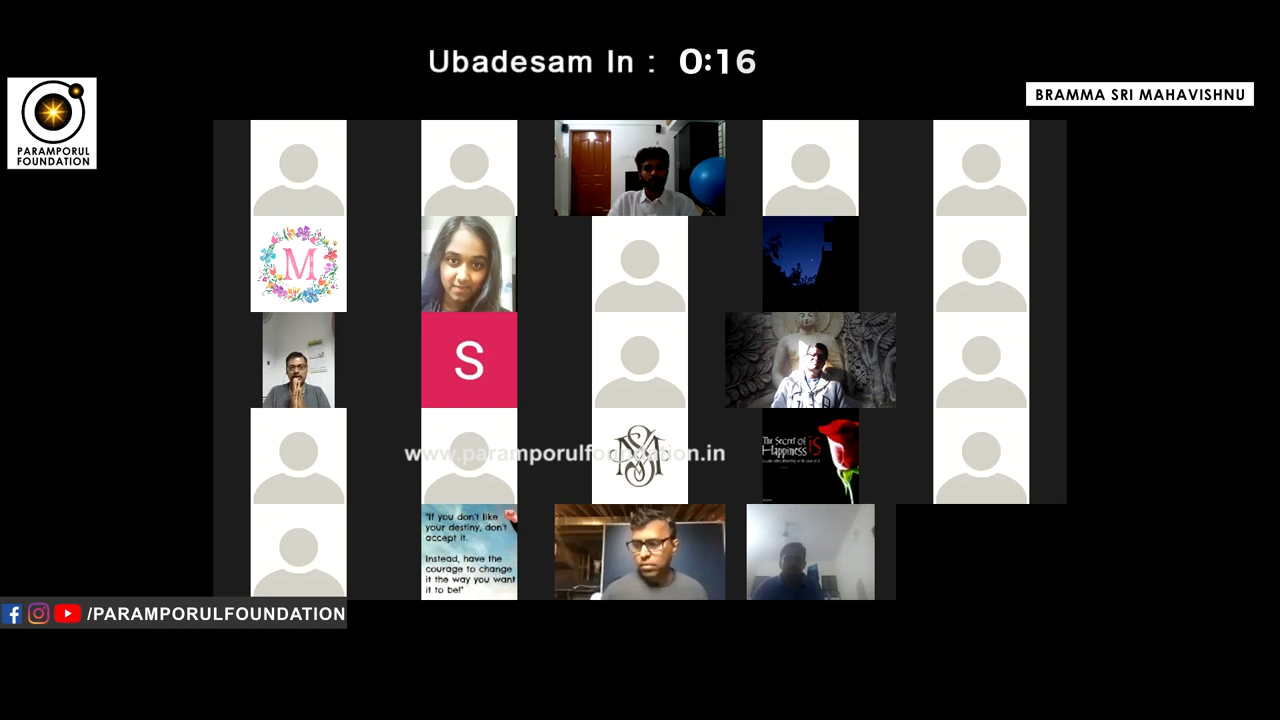 Ubadesam In : 0:16
PARAMPORUL
FOUNDATION
BRAMMA SRI MAHAVISHNU
M
S
www.paramporulfoundation.in
The Secret of
Happiness is
"If you don't like
your destiny, don't
accept it.
Instead, have the
courage to change
it the way you want
it to be!"
/PARAMPORULFOUNDATION